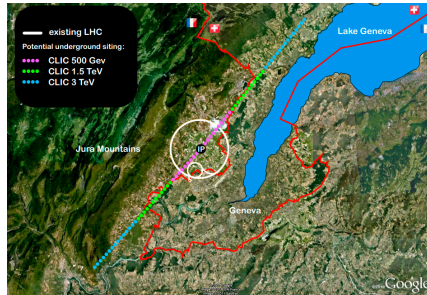 existing LHC
Potential underground siting:
CLIC 500 Gev
CLIC 1.5 TeV
CLIC 3 TeV
Lake Geneva
Jura Mountains
IP
Geneva
Google